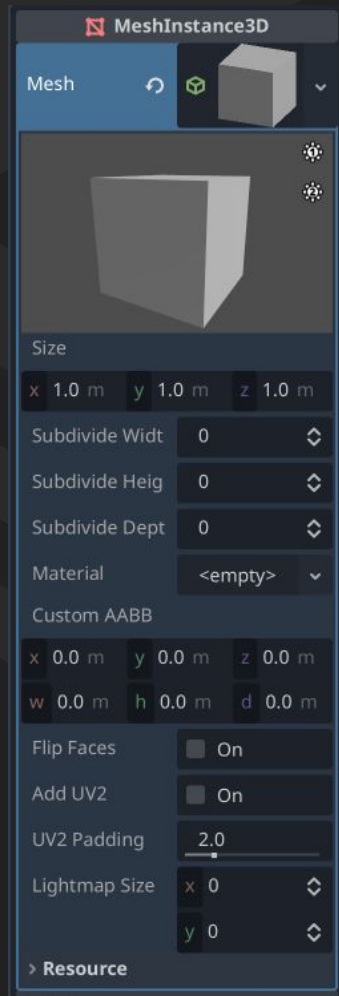 MeshInstance3D
Mesh
1
2
Size
x 1.0 m y 1.0 m z 1.0 m
Subdivide Widt 0
Subdivide Heig 0
Subdivide Dept 0
Material <empty>
Custom AABB
x 0.0 m y 0.0 m z 0.0 m
w 0.0 m h 0.0 m d 0.0 m
Flip Faces On
Add UV2 On
UV2 Padding 2.0
Lightmap Size x 0
y 0
> Resource